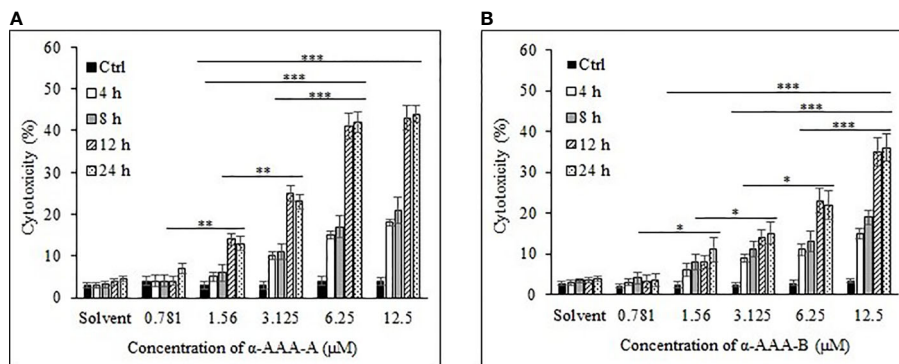 A
60
50
40
30
20
10
0
Cytotoxicity (%)
Ctrl
4 h
8 h
12 h
24 h
***
***
***
**
**
Solvent 0.781 1.56 3.125 6.25 12.5
Concentration of α-AAA-A (µM)
B
60
50
40
30
20
10
0
Cytotoxicity (%)
Ctrl
4 h
8 h
12 h
24 h
***
***
***
*
*
*
Solvent 0.781 1.56 3.125 6.25 12.5
Concentration of α-AAA-B (µM)